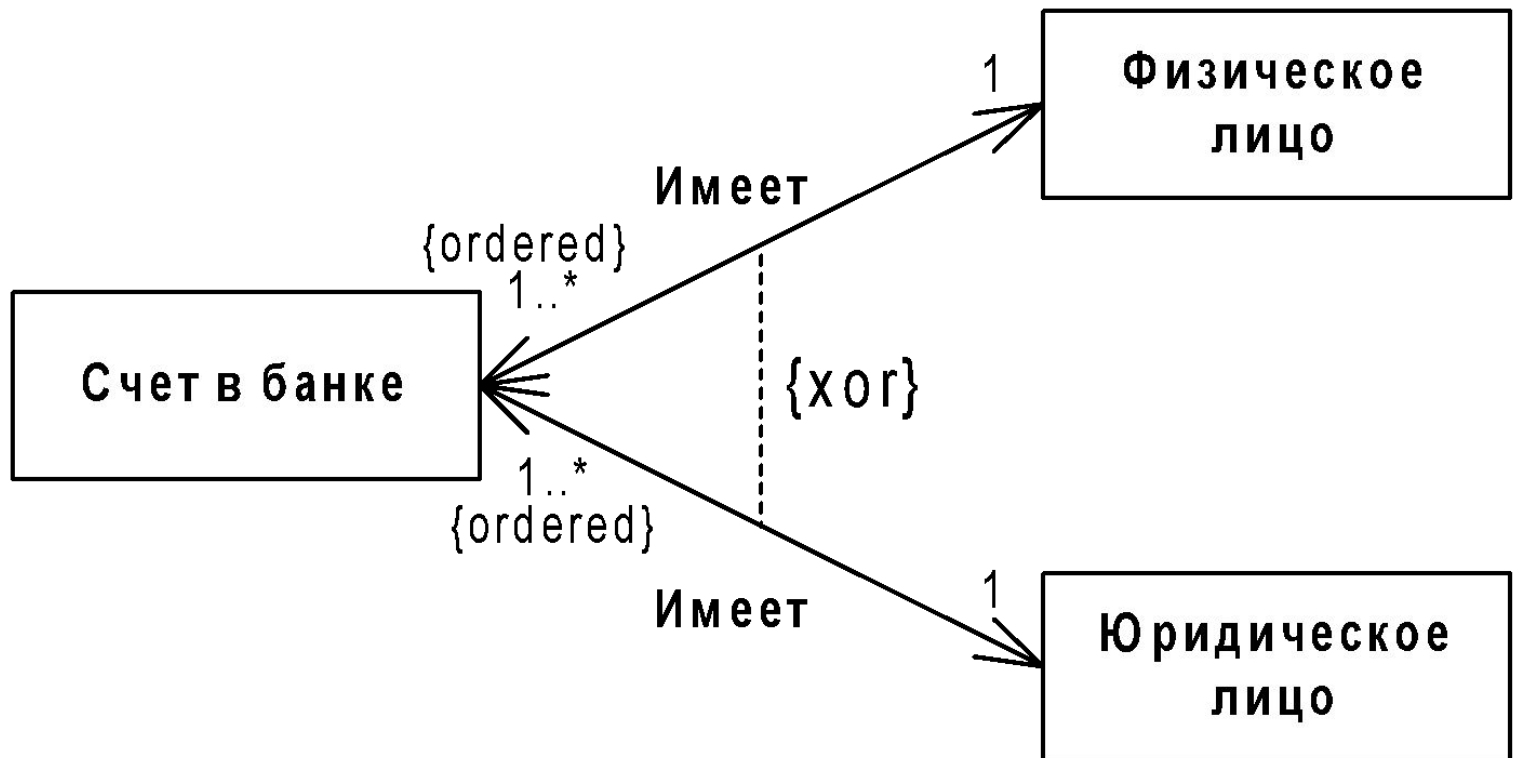 1
Физическое
лицо
Имеет
{ordered}
1..*
Счет в банке
{xor}
1..*
{ordered}
Имеет
1
Юридическое
лицо